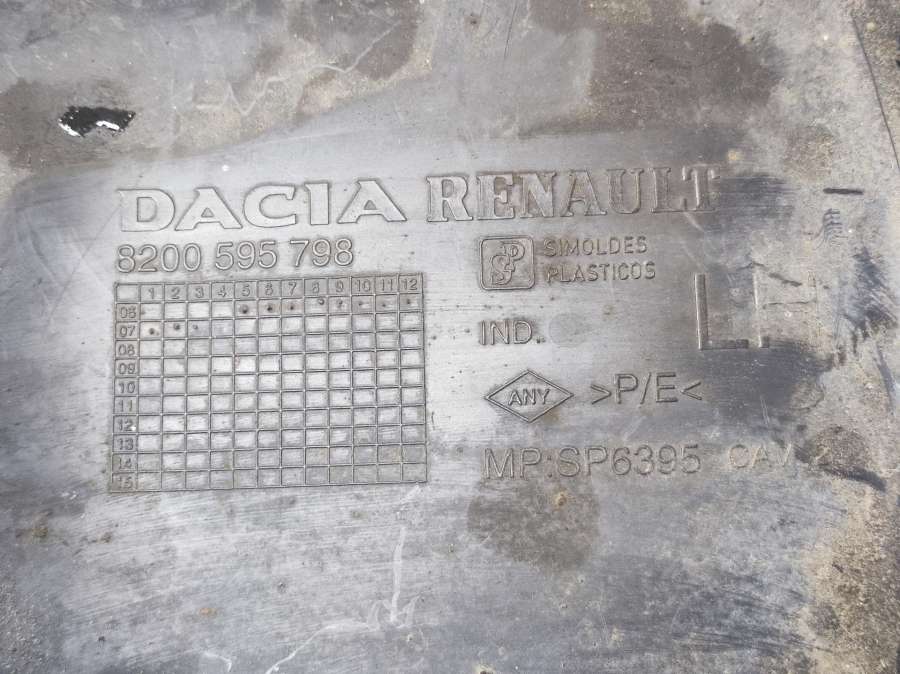 DACIA RENAULT
8200 595 798
SP SIMOLDES
PLASTICOS
1 2 3 4 5 6 7 8 9 10 11 12
06
07
08
09
10
11
12
13
14
15
IND.
ANY >P/E<
MP:SP6395